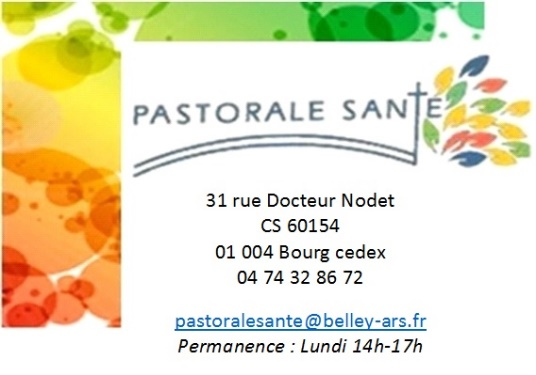 PASTORALE SANTE
31 rue Docteur Nodet
CS 60154
01 004 Bourg cedex
04 74 32 86 72
pastoralesante@belley-ars.fr
Permanence : Lundi 14h-17h